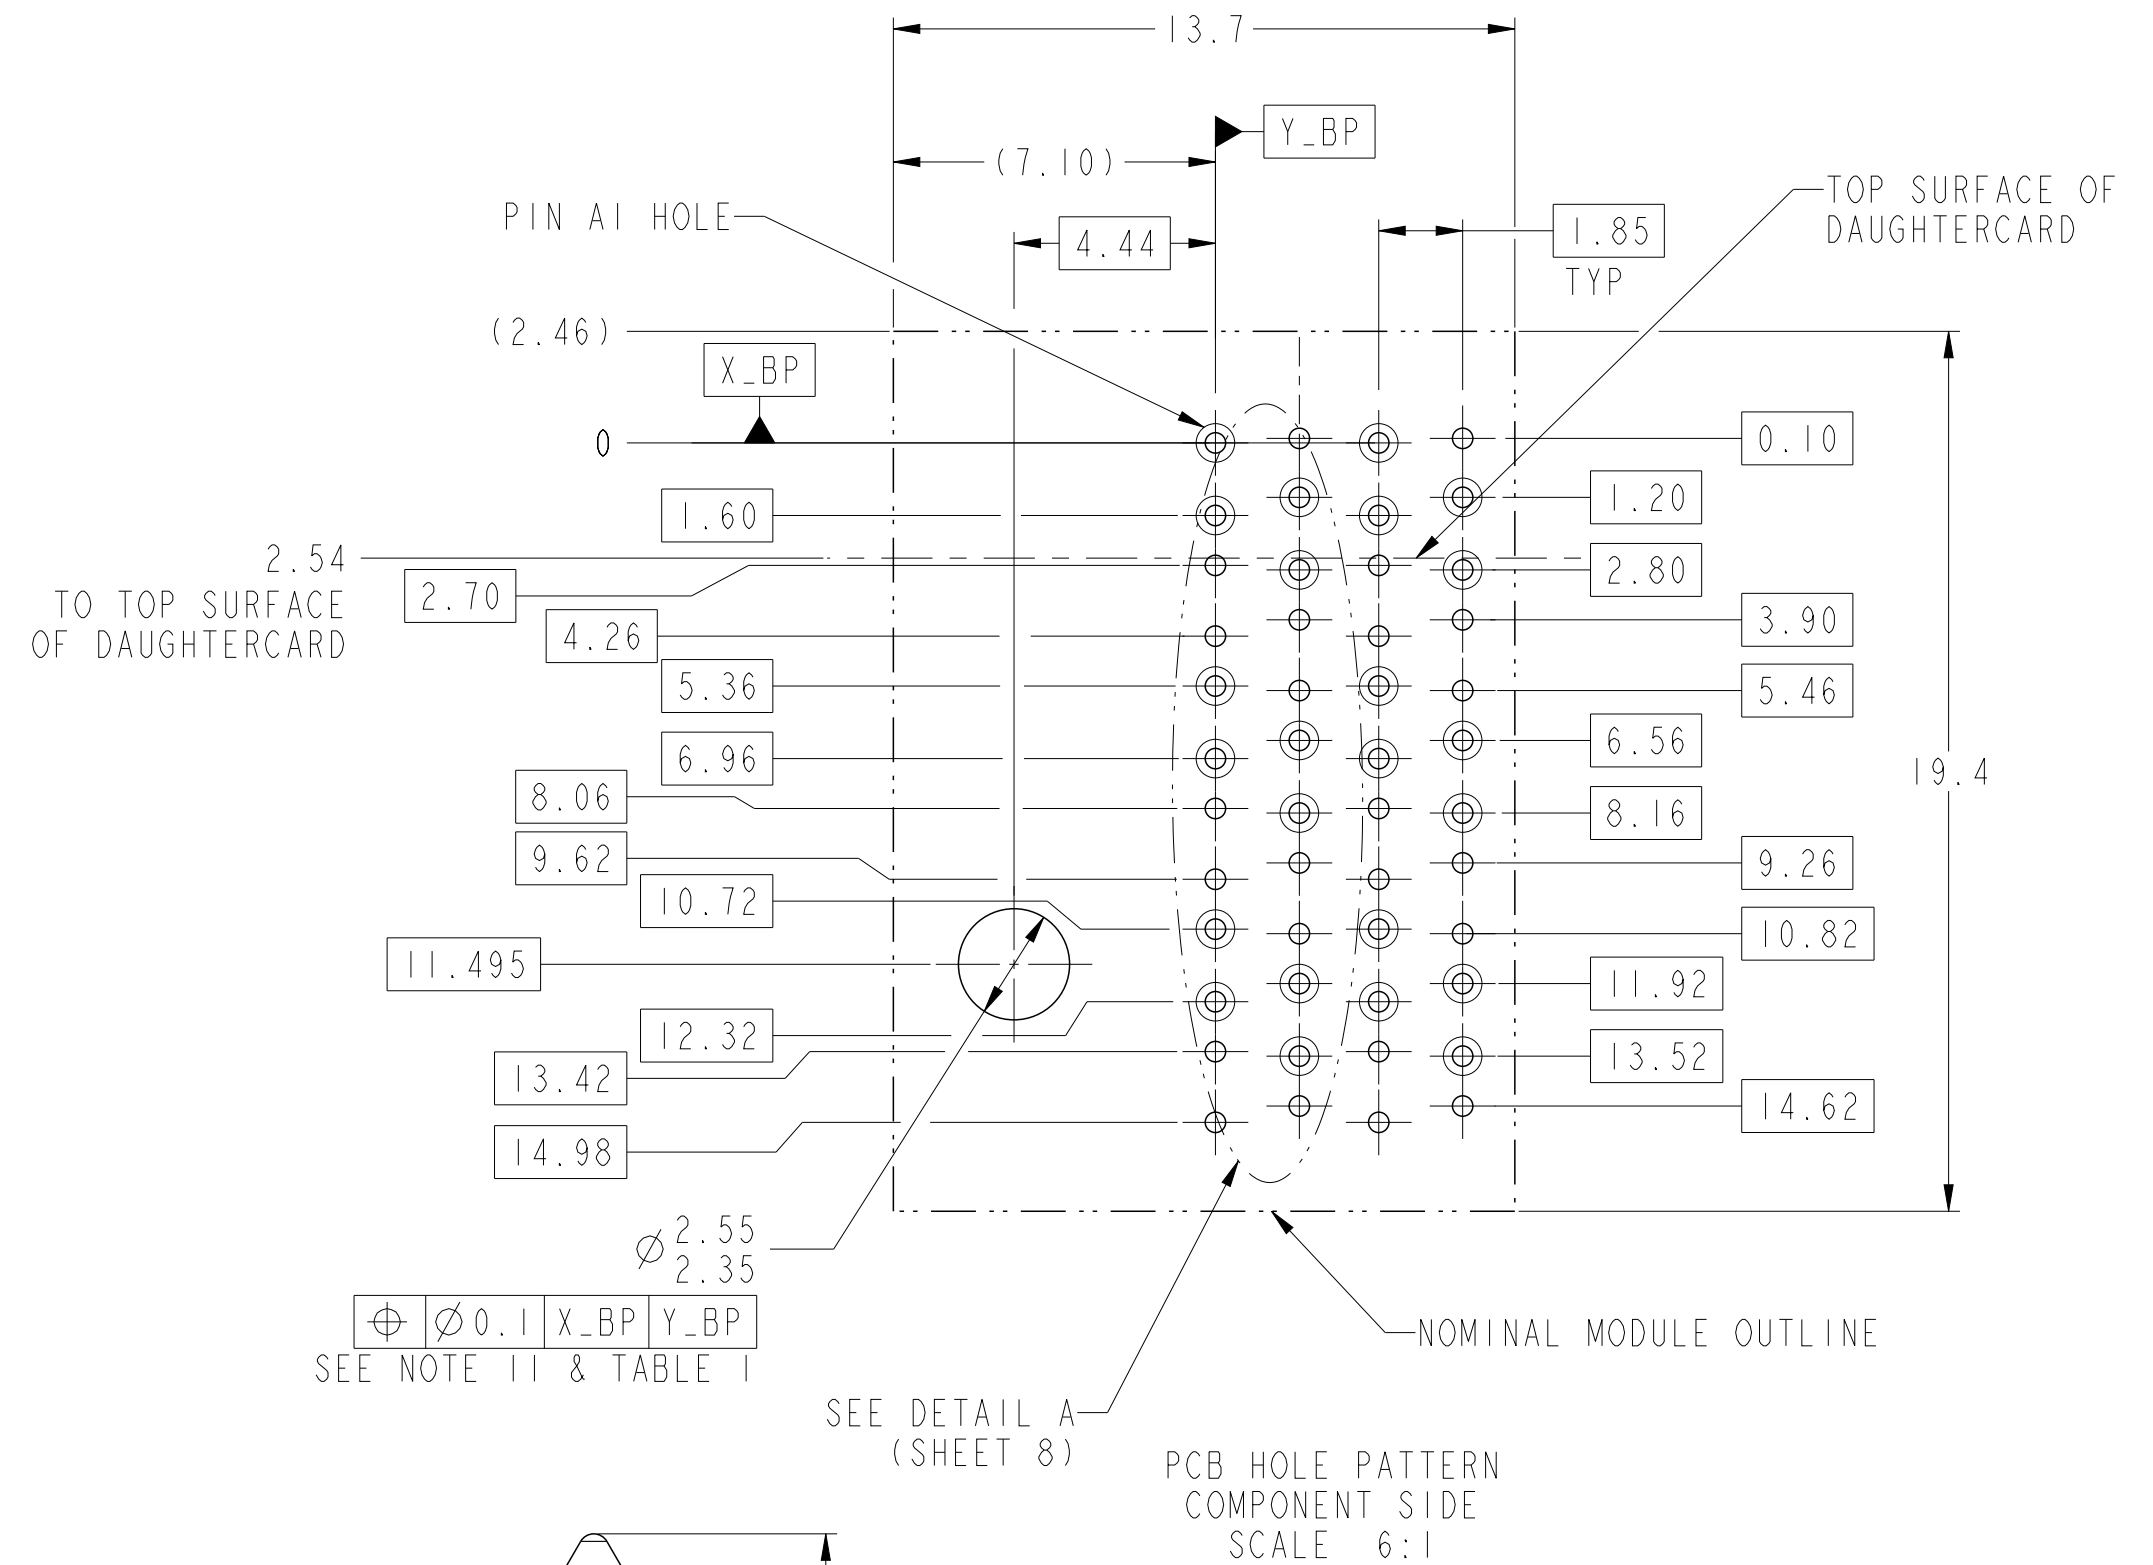 13.7
Y_BP
(7.10)
TOP SURFACE OF
DAUGHTERCARD
PIN A1 HOLE
4.44
1.85
TYP
(2.46)
X_BP
0
0.10
1.20
1.60
2.54
TO TOP SURFACE
OF DAUGHTERCARD
2.80
2.70
3.90
4.26
5.36
5.46
6.56
6.96
19.4
8.06
8.16
9.62
9.26
10.72
10.82
11.495
11.92
12.32
13.52
13.42
14.62
14.98
Ø 2.55
2.35
⌖ Ø0.1 X_BP Y_BP
SEE NOTE 11 & TABLE 1
NOMINAL MODULE OUTLINE
SEE DETAIL A
(SHEET 8)
PCB HOLE PATTERN
COMPONENT SIDE
SCALE 6:1